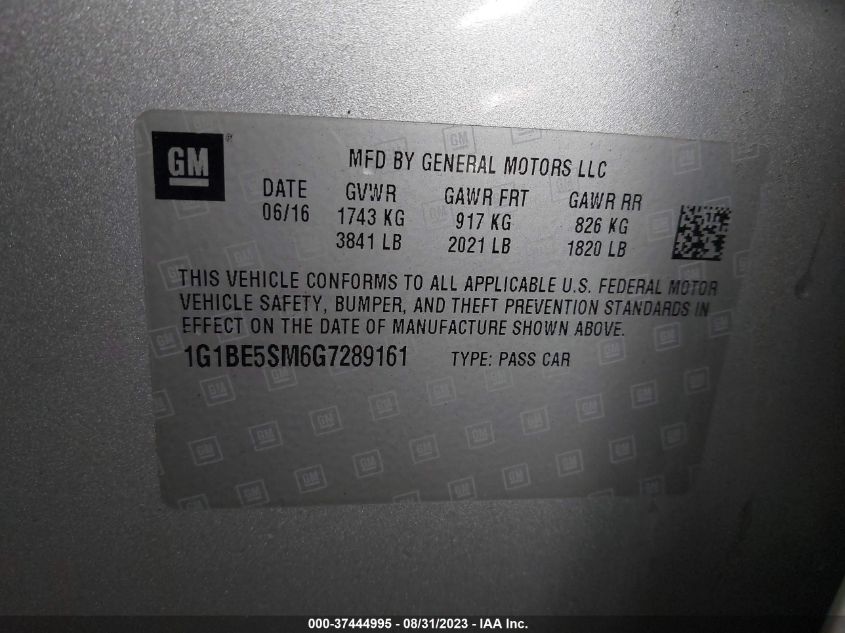 GM
MFD BY GENERAL MOTORS LLC
DATE GVWR GAWR FRT GAWR RR
06/16 1743 KG 917 KG 826 KG
3841 LB 2021 LB 1820 LB
THIS VEHICLE CONFORMS TO ALL APPLICABLE U.S. FEDERAL MOTOR
VEHICLE SAFETY, BUMPER, AND THEFT PREVENTION STANDARDS IN
EFFECT ON THE DATE OF MANUFACTURE SHOWN ABOVE.
1G1BE5SM6G7289161 TYPE: PASS CAR
000-37444995 - 08/31/2023 - IAA Inc.